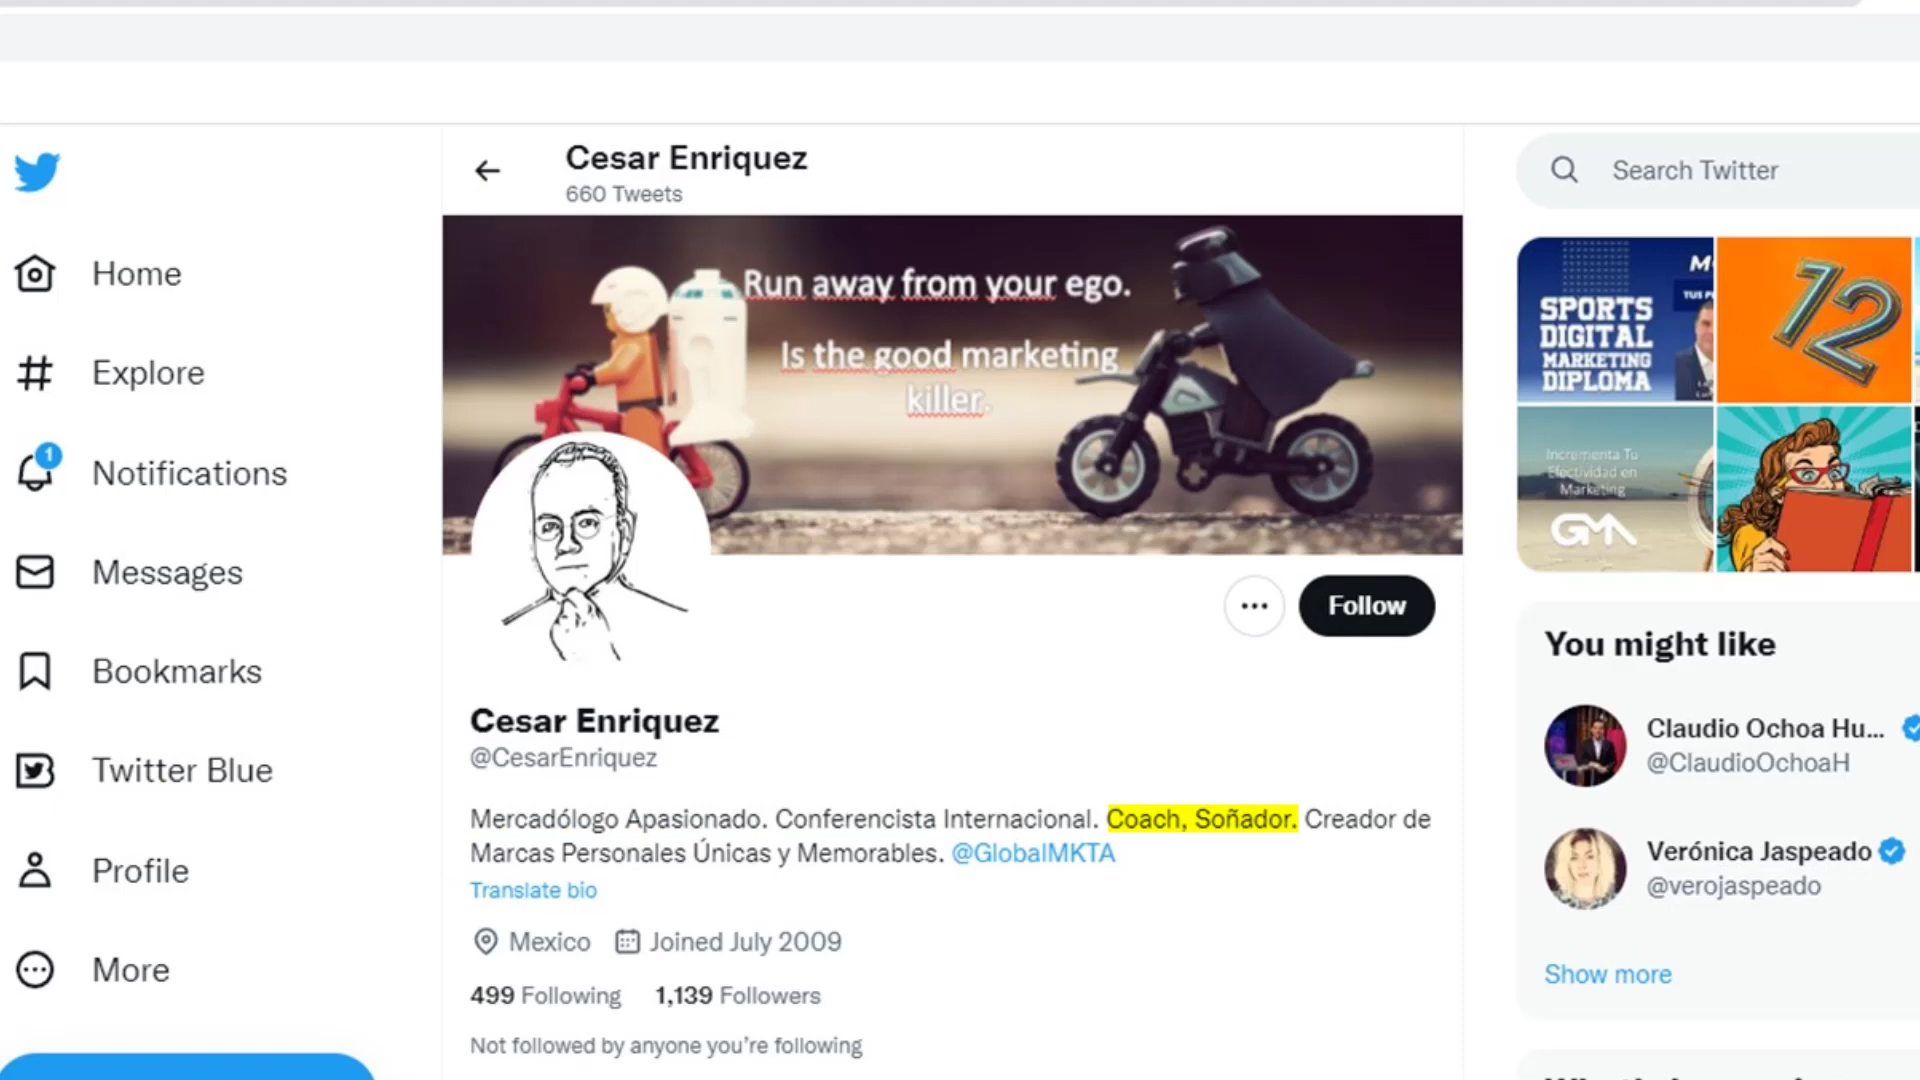 Cesar Enriquez
660 Tweets
Search Twitter
Home
Explore
1
Notifications
Messages
Bookmarks
Twitter Blue
Profile
More
Run away from your ego.
Is the good marketing
killer.
Follow
Cesar Enriquez
@CesarEnriquez
Mercadólogo Apasionado. Conferencista Internacional. Coach, Soñador. Creador de
Marcas Personales Únicas y Memorables. @GlobalMKTA
Translate bio
Mexico Joined July 2009
499 Following 1,139 Followers
Not followed by anyone you're following
SPORTS
DIGITAL
MARKETING
DIPLOMA
12
Incrementa Tu
Efectividad en
Marketing
GMA
You might like
Claudio Ochoa Hu...
@ClaudioOchoaH
Verónica Jaspeado
@verojaspeado
Show more